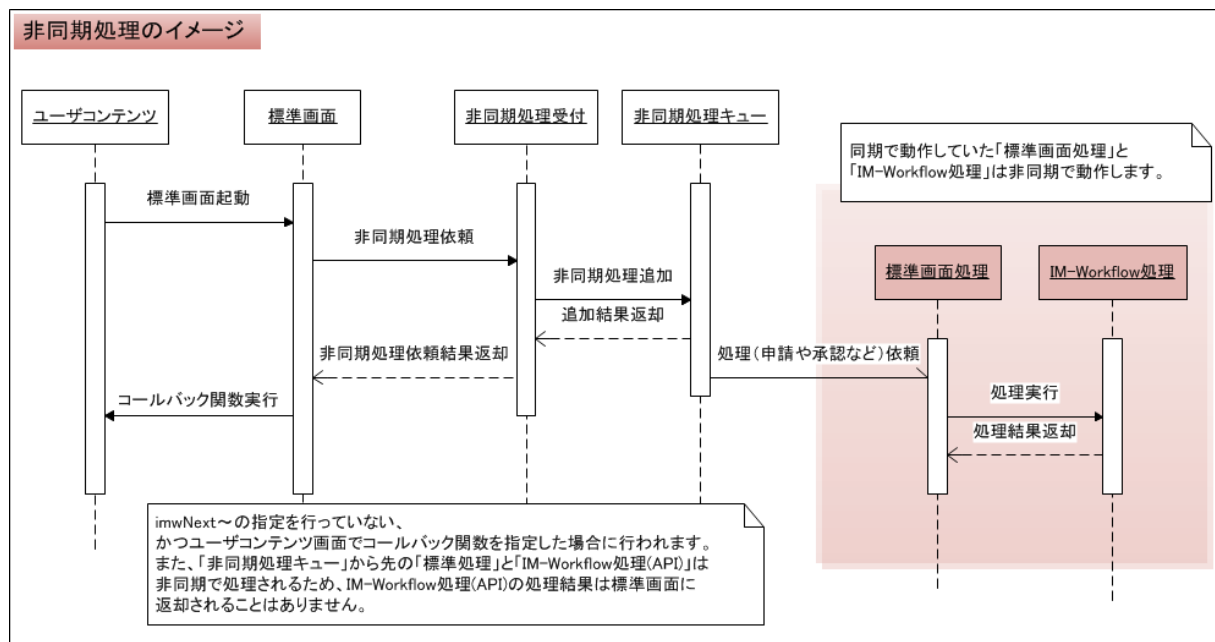 非同期処理のイメージ
ユーザコンテンツ
標準画面
非同期処理受付
非同期処理キュー
同期で動作していた「標準画面処理」と
「IM-Workflow処理」は非同期で動作します。
標準画面起動
非同期処理依頼
標準画面処理
IM-Workflow処理
非同期処理追加
追加結果返却
非同期処理依頼結果返却
処理(申請や承認など)依頼
コールバック関数実行
処理実行
処理結果返却
imwNext～の指定を行っていない、
かつユーザコンテンツ画面でコールバック関数を指定した場合に行われます。
また、「非同期処理キュー」から先の「標準処理」と「IM-Workflow処理(API)」は
非同期で処理されるため、IM-Workflow処理(API)の処理結果は標準画面に
返却されることはありません。